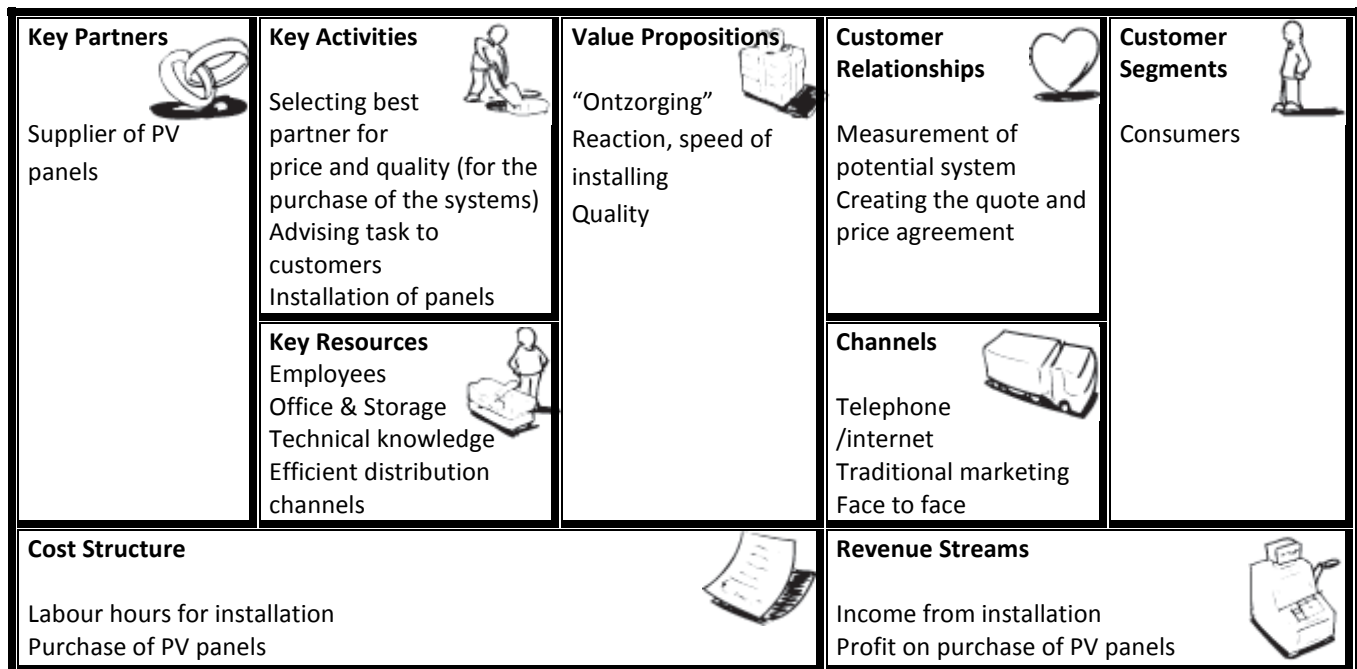 Key Partners
Supplier of PV
panels
Key Activities
Selecting best
partner for
price and quality (for the
purchase of the systems)
Advising task to
customers
Installation of panels
Key Resources
Employees
Office & Storage
Technical knowledge
Efficient distribution
channels
Value Propositions
“Ontzorging”
Reaction, speed of
installing
Quality
Customer
Relationships
Measurement of
potential system
Creating the quote and
price agreement
Channels
Telephone
/internet
Traditional marketing
Face to face
Customer
Segments
Consumers
Cost Structure
Labour hours for installation
Purchase of PV panels
Revenue Streams
Income from installation
Profit on purchase of PV panels